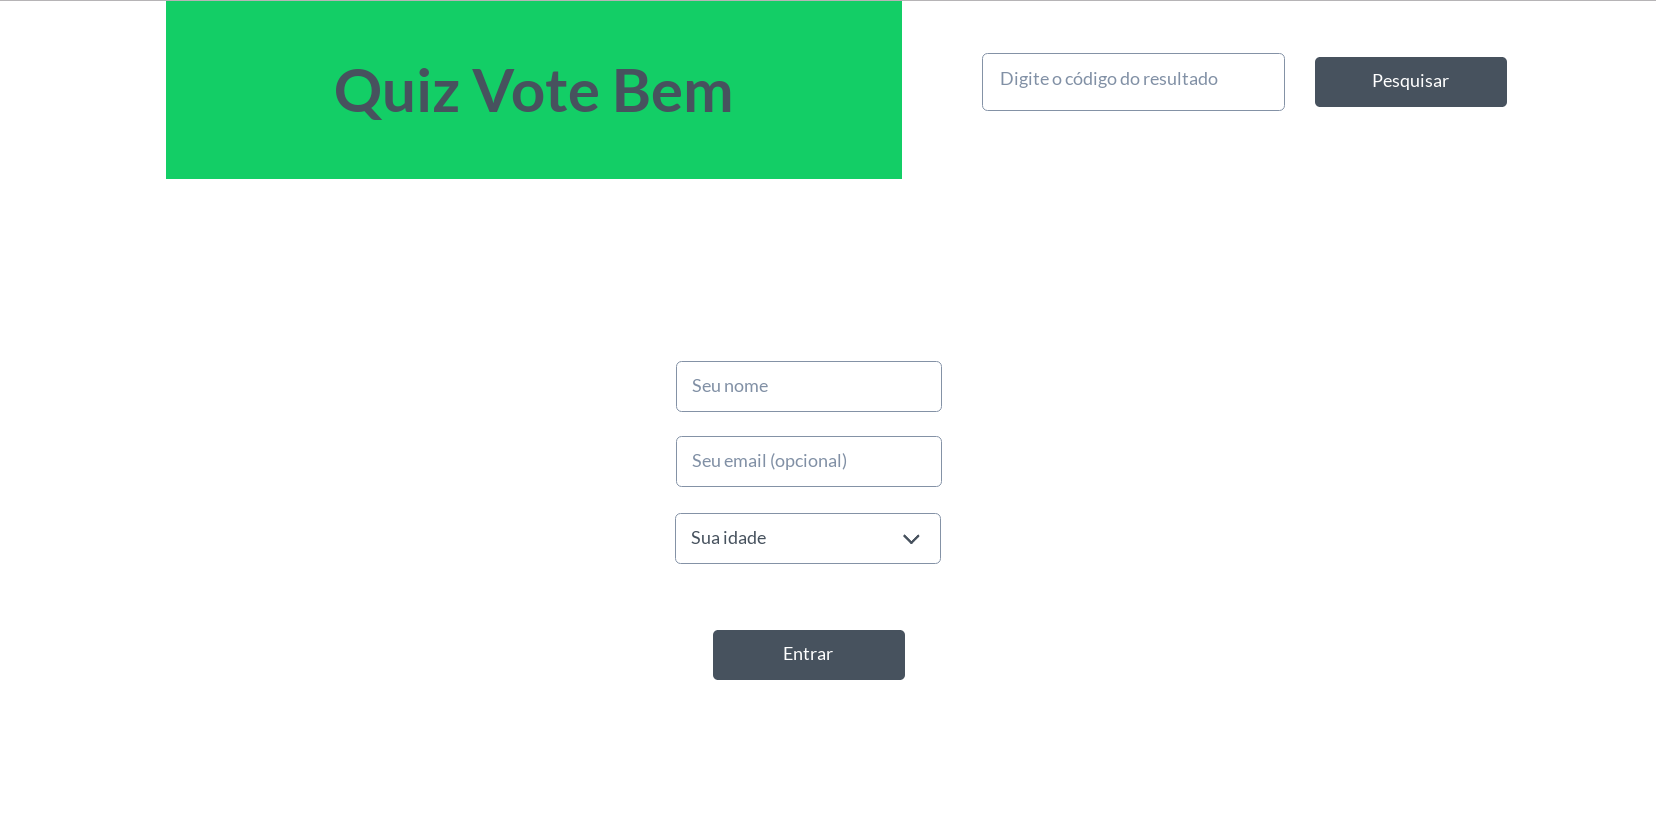 Quiz Vote Bem
Digite o código do resultado
Pesquisar
Seu nome
Seu email (opcional)
Sua idade
Entrar